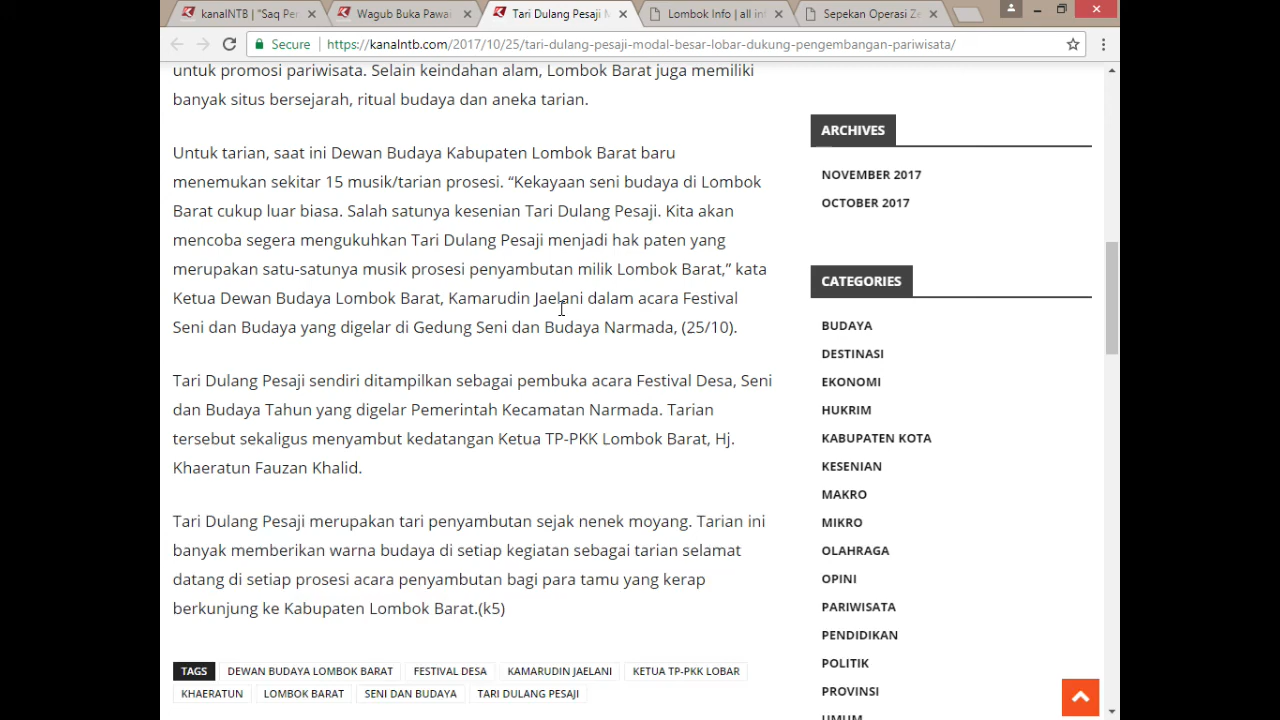 kanalNTB | "Saq Pe
Wagub Buka Pawai
Tari Dulang Pesaji M
Lombok Info | all in
Sepekan Operasi Ze
Secure
https://kanalntb.com/2017/10/25/tari-dulang-pesaji-modal-besar-lobar-dukung-pengembangan-pariwisata/
untuk promosi pariwisata. Selain keindahan alam, Lombok Barat juga memiliki
banyak situs bersejarah, ritual budaya dan aneka tarian.
Untuk tarian, saat ini Dewan Budaya Kabupaten Lombok Barat baru
menemukan sekitar 15 musik/tarian prosesi. “Kekayaan seni budaya di Lombok
Barat cukup luar biasa. Salah satunya kesenian Tari Dulang Pesaji. Kita akan
mencoba segera mengukuhkan Tari Dulang Pesaji menjadi hak paten yang
merupakan satu-satunya musik prosesi penyambutan milik Lombok Barat,” kata
Ketua Dewan Budaya Lombok Barat, Kamarudin Jaelani dalam acara Festival
Seni dan Budaya yang digelar di Gedung Seni dan Budaya Narmada, (25/10).
Tari Dulang Pesaji sendiri ditampilkan sebagai pembuka acara Festival Desa, Seni
dan Budaya Tahun yang digelar Pemerintah Kecamatan Narmada. Tarian
tersebut sekaligus menyambut kedatangan Ketua TP-PKK Lombok Barat, Hj.
Khaeratun Fauzan Khalid.
Tari Dulang Pesaji merupakan tari penyambutan sejak nenek moyang. Tarian ini
banyak memberikan warna budaya di setiap kegiatan sebagai tarian selamat
datang di setiap prosesi acara penyambutan bagi para tamu yang kerap
berkunjung ke Kabupaten Lombok Barat.(k5)
TAGS DEWAN BUDAYA LOMBOK BARAT FESTIVAL DESA KAMARUDIN JAELANI KETUA TP-PKK LOBAR
KHAERATUN LOMBOK BARAT SENI DAN BUDAYA TARI DULANG PESAJI
ARCHIVES
NOVEMBER 2017
OCTOBER 2017
CATEGORIES
BUDAYA
DESTINASI
EKONOMI
HUKRIM
KABUPATEN KOTA
KESENIAN
MAKRO
MIKRO
OLAHRAGA
OPINI
PARIWISATA
PENDIDIKAN
POLITIK
PROVINSI
UMUM